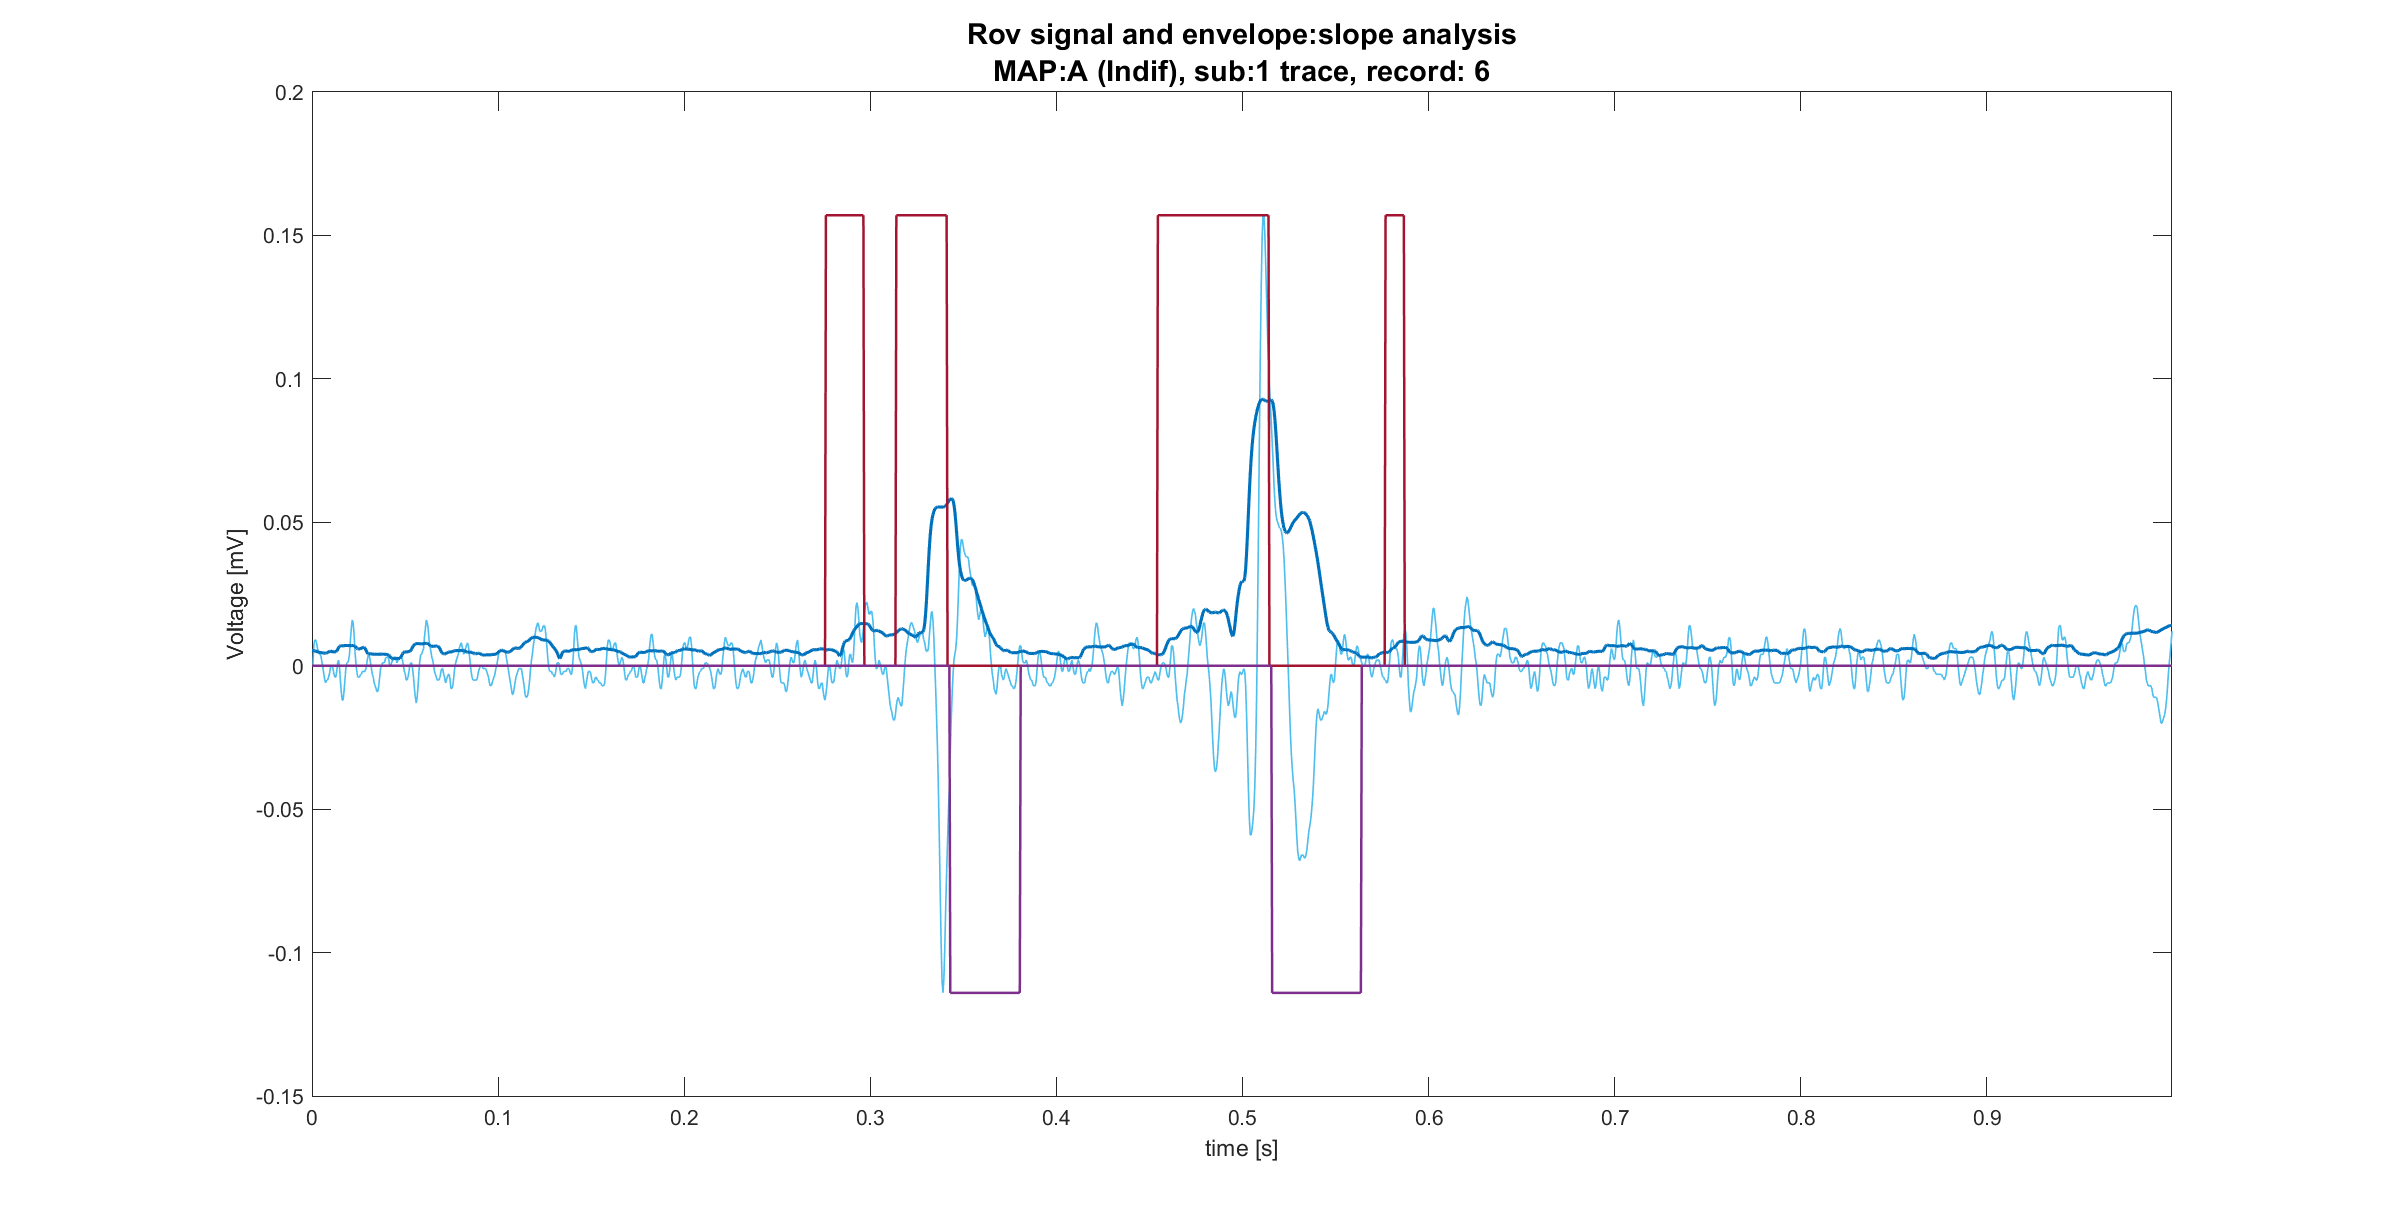 Rov signal and envelope:slope analysis
MAP:A (Indif), sub:1 trace, record: 6
0.2
0.15
0.1
0.05
0
-0.05
-0.1
-0.15
Voltage [mV]
0 0.1 0.2 0.3 0.4 0.5 0.6 0.7 0.8 0.9
time [s]